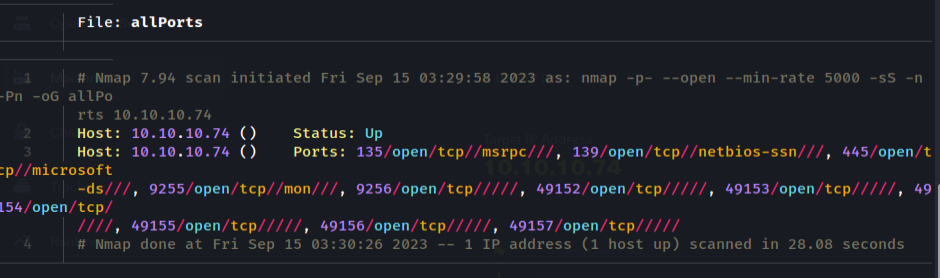 File: allPorts
1 # Nmap 7.94 scan initiated Fri Sep 15 03:29:58 2023 as: nmap -p- --open --min-rate 5000 -sS -n
-Pn -oG allPo
rts 10.10.10.74
2 Host: 10.10.10.74 () Status: Up
3 Host: 10.10.10.74 () Ports: 135/open/tcp//msrpc///, 139/open/tcp//netbios-ssn///, 445/open/t
cp//microsoft
-ds///, 9255/open/tcp//mon///, 9256/open/tcp/////, 49152/open/tcp/////, 49153/open/tcp/////, 49
154/open/tcp/
////, 49155/open/tcp/////, 49156/open/tcp/////, 49157/open/tcp/////
4 # Nmap done at Fri Sep 15 03:30:26 2023 -- 1 IP address (1 host up) scanned in 28.08 seconds